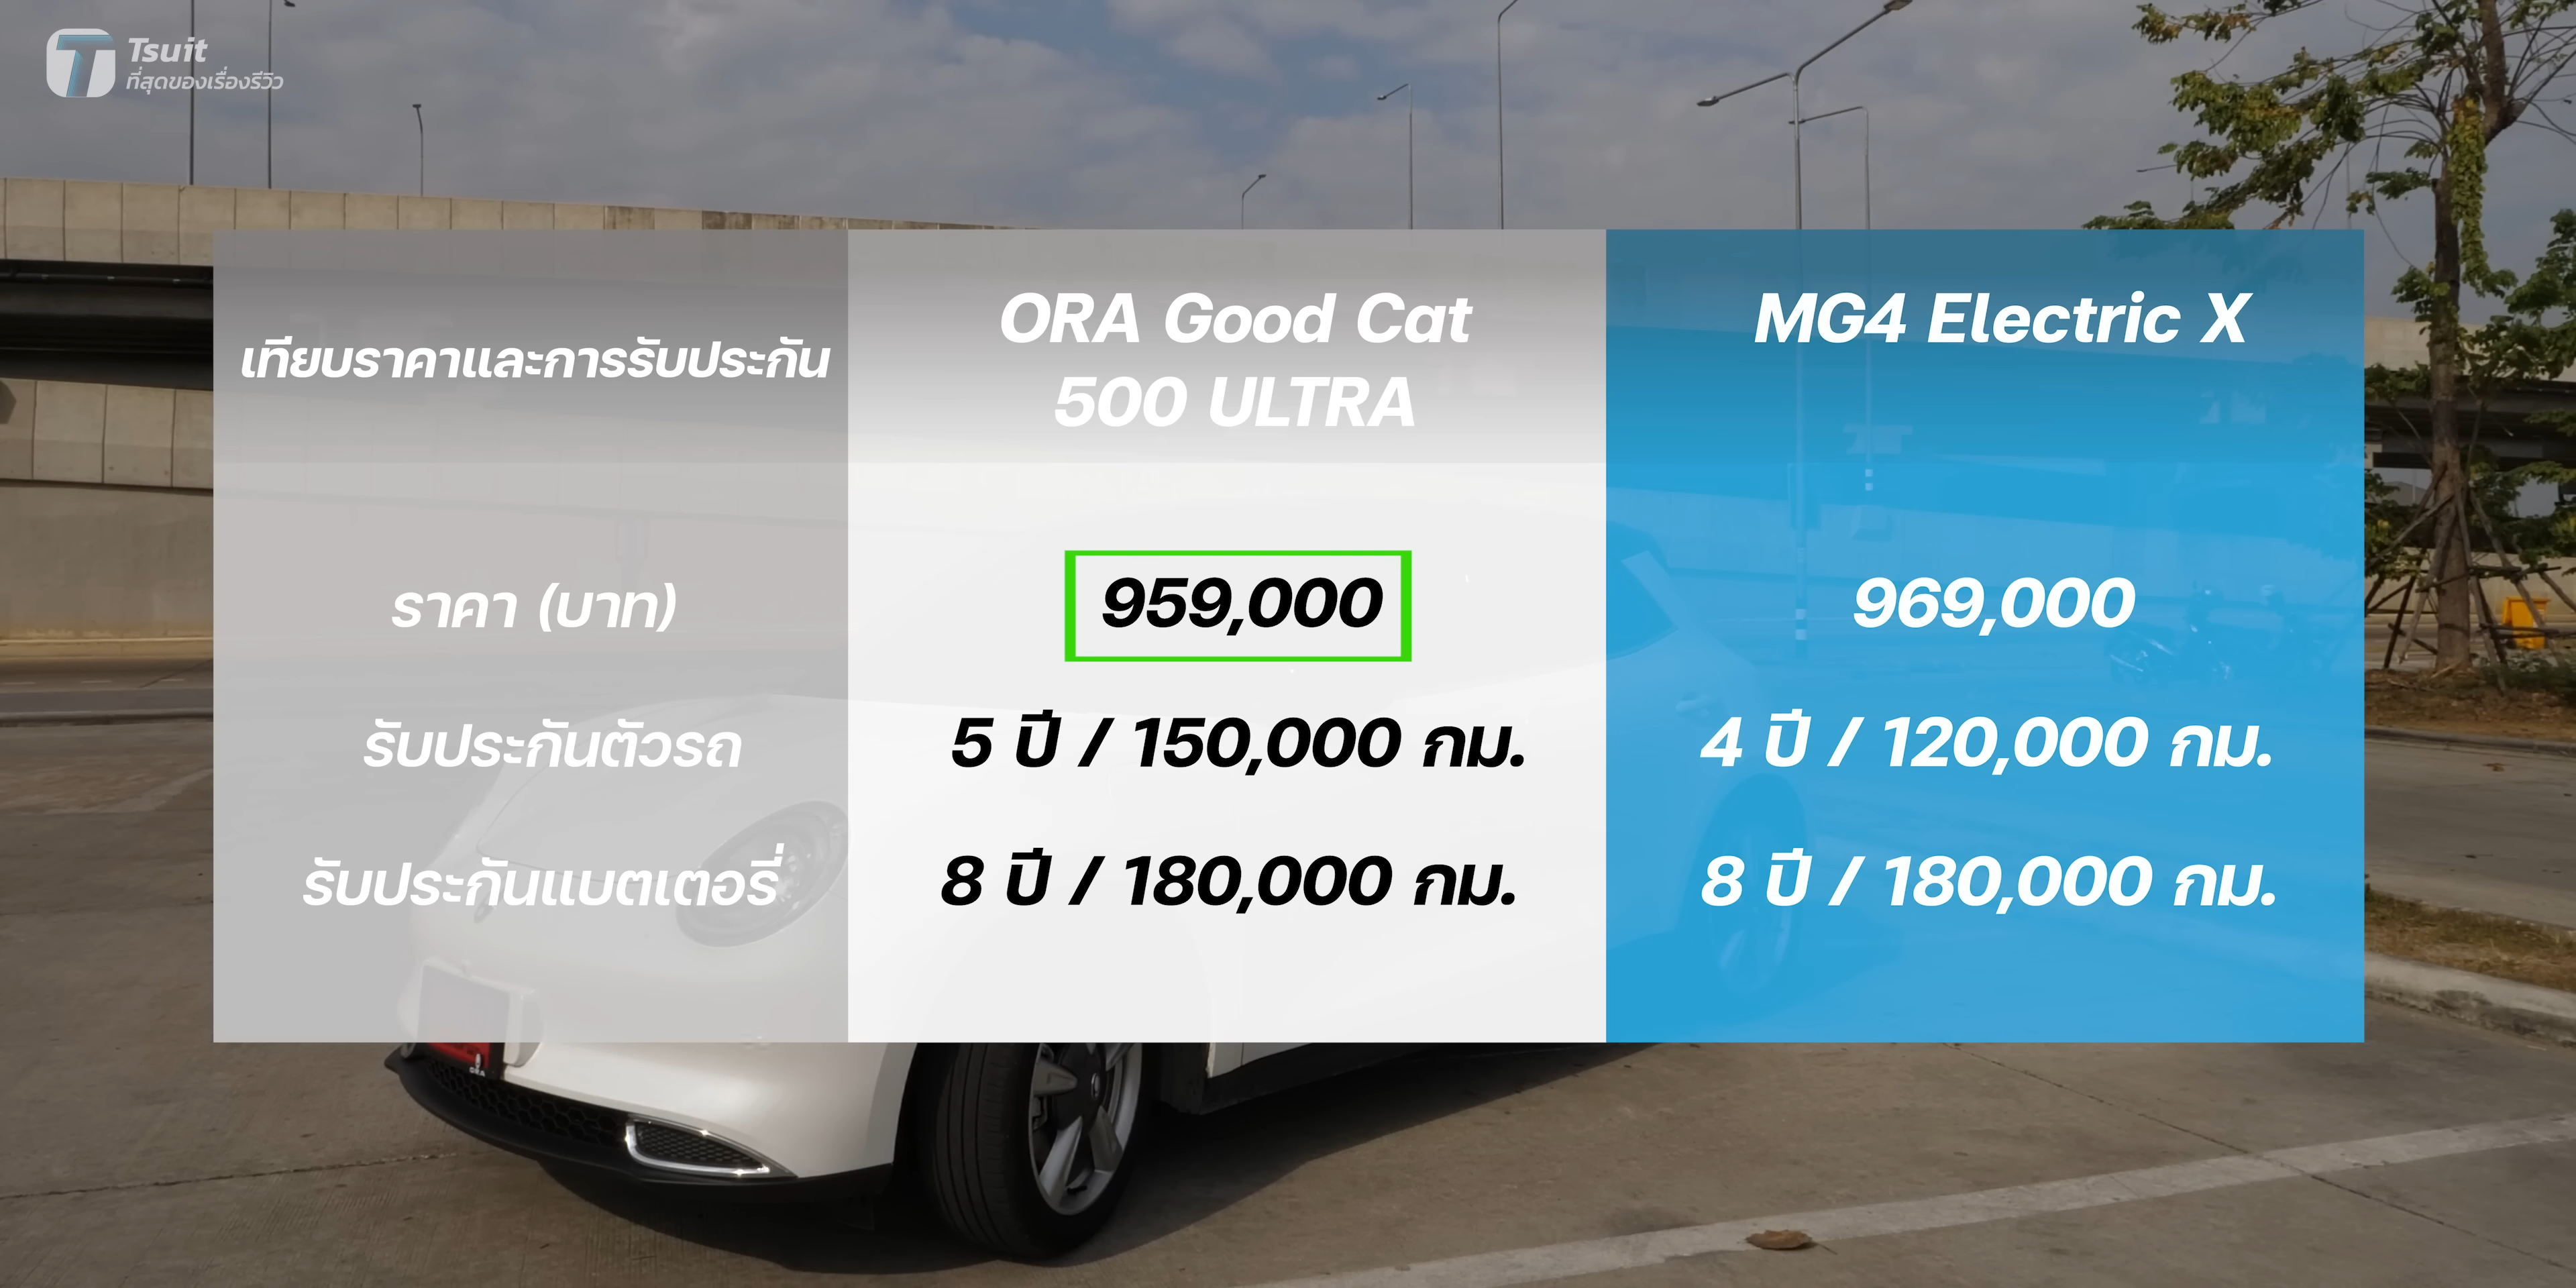 Tsuit
ที่สุดของเรื่องรีวิว
เทียบราคาและการรับประกัน
ORA Good Cat
500 ULTRA
MG4 Electric X
ราคา (บาท)
959,000
969,000
รับประกันตัวรถ
5 ปี / 150,000 กม.
4 ปี / 120,000 กม.
รับประกันแบตเตอรี่
8 ปี / 180,000 กม.
8 ปี / 180,000 กม.